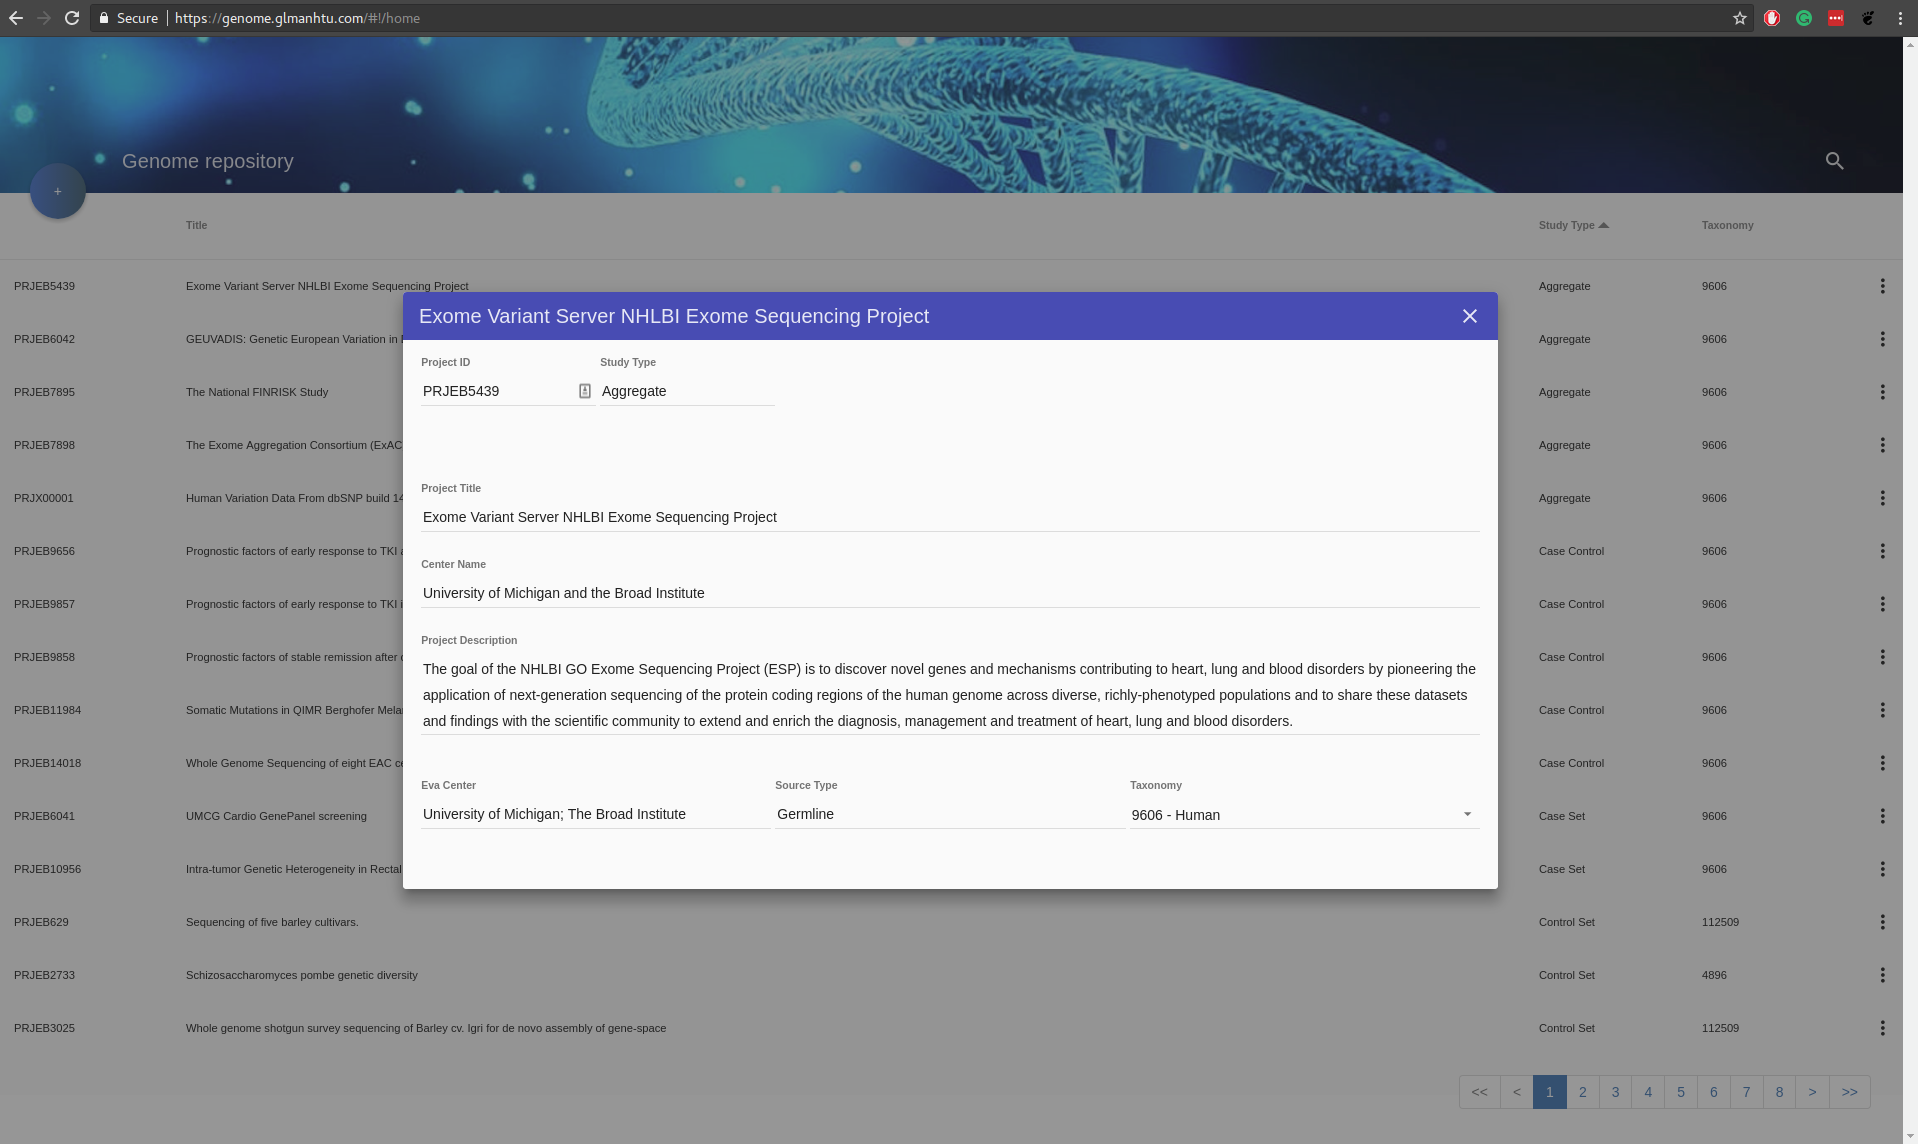 Secure | https://genome.glmanhtu.com/#!/home
Genome repository
+
Title Study Type Taxonomy
PRJEB5439 Exome Variant Server NHLBI Exome Sequencing Project Aggregate 9606
Exome Variant Server NHLBI Exome Sequencing Project
PRJEB6042 GEUVADIS: Genetic European Variation in Aggregate 9606
Project ID Study Type
PRJEB5439 Aggregate
PRJEB7895 The National FINRISK Study Aggregate 9606
PRJEB7898 The Exome Aggregation Consortium (ExAC Aggregate 9606
Project Title
PRJX00001 Human Variation Data From dbSNP build 14 Aggregate 9606
Exome Variant Server NHLBI Exome Sequencing Project
PRJEB9656 Prognostic factors of early response to TKI Case Control 9606
Center Name
University of Michigan and the Broad Institute
PRJEB9857 Prognostic factors of early response to TKI Case Control 9606
Project Description
PRJEB9858 Prognostic factors of stable remission after Case Control 9606
The goal of the NHLBI GO Exome Sequencing Project (ESP) is to discover novel genes and mechanisms contributing to heart, lung and blood disorders by pioneering the
application of next-generation sequencing of the protein coding regions of the human genome across diverse, richly-phenotyped populations and to share these datasets
and findings with the scientific community to extend and enrich the diagnosis, management and treatment of heart, lung and blood disorders.
PRJEB11984 Somatic Mutations in QIMR Berghofer Case Control 9606
PRJEB14018 Whole Genome Sequencing of eight EAC Case Control 9606
Eva Center Source Type Taxonomy
University of Michigan; The Broad Institute Germline 9606 - Human
PRJEB6041 UMCG Cardio GenePanel screening Case Set 9606
PRJEB10956 Intra-tumor Genetic Heterogeneity in Rectal Case Set 9606
PRJEB629 Sequencing of five barley cultivars. Control Set 112509
PRJEB2733 Schizosaccharomyces pombe genetic diversity Control Set 4896
PRJEB3025 Whole genome shotgun survey sequencing of Barley cv. Igri for de novo assembly of gene-space Control Set 112509
<< < 1 2 3 4 5 6 7 8 > >>